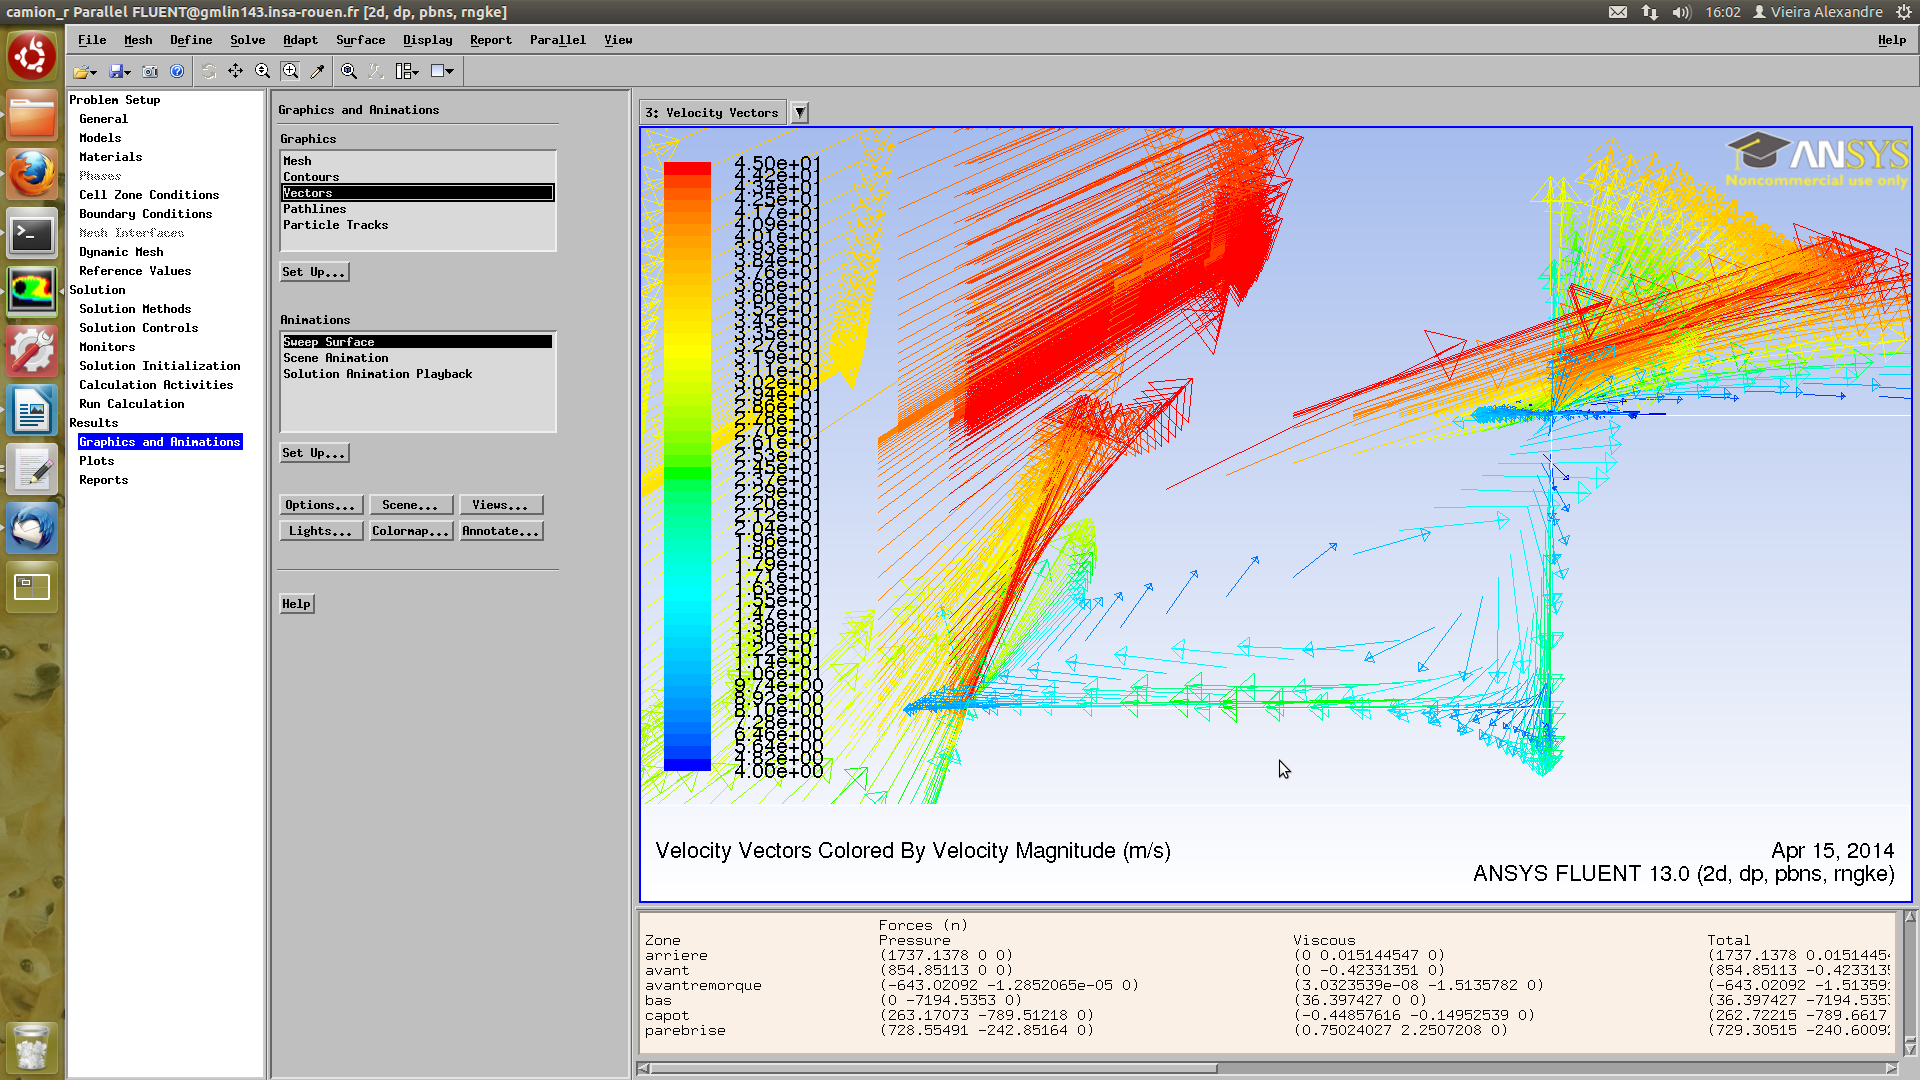 camion_r Parallel FLUENT@gmlin143.insa-rouen.fr [2d, dp, pbns, rngke]
16:02 Vieira Alexandre
File Mesh Define Solve Adapt Surface Display Report Parallel View Help
Problem Setup
General
Models
Materials
Phases
Cell Zone Conditions
Boundary Conditions
Mesh Interfaces
Dynamic Mesh
Reference Values
Solution
Solution Methods
Solution Controls
Monitors
Solution Initialization
Calculation Activities
Run Calculation
Results
Graphics and Animations
Plots
Reports
Graphics and Animations
Graphics
Mesh
Contours
Vectors
Pathlines
Particle Tracks
Set Up...
Animations
Sweep Surface
Scene Animation
Solution Animation Playback
Set Up...
Options... Scene... Views...
Lights... Colormap... Annotate...
Help
3: Velocity Vectors
ANSYS
Noncommercial use only
4.50e+01
4.42e+01
4.34e+01
4.25e+01
4.17e+01
4.09e+01
4.01e+01
3.93e+01
3.84e+01
3.76e+01
3.68e+01
3.60e+01
3.52e+01
3.43e+01
3.35e+01
3.27e+01
3.19e+01
3.11e+01
3.02e+01
2.94e+01
2.86e+01
2.78e+01
2.70e+01
2.61e+01
2.53e+01
2.45e+01
2.37e+01
2.29e+01
2.20e+01
2.12e+01
2.04e+01
1.96e+01
1.88e+01
1.79e+01
1.71e+01
1.63e+01
1.55e+01
1.47e+01
1.38e+01
1.30e+01
1.22e+01
1.14e+01
1.06e+01
9.74e+00
8.92e+00
8.10e+00
7.28e+00
6.46e+00
5.64e+00
4.82e+00
4.00e+00
Velocity Vectors Colored By Velocity Magnitude (m/s)
Apr 15, 2014
ANSYS FLUENT 13.0 (2d, dp, pbns, rngke)
Forces (n)
Zone Pressure Viscous Total
arriere (1737.1378 0 0) (0 0.015144547 0) (1737.1378 0.0151445
avant (854.85113 0 0) (0 -0.42331351 0) (854.85113 -0.423313
avantremorque (-643.02092 -1.2852065e-05 0) (3.0323539e-08 -1.5135782 0) (-643.02092 -1.51359
bas (0 -7194.5353 0) (36.397427 0 0) (36.397427 -7194.535
capot (263.17073 -789.51218 0) (-0.44857616 -0.14952539 0) (262.72215 -789.6617
parebrise (728.55491 -242.85164 0) (0.75024027 2.2507208 0) (729.30515 -240.6009